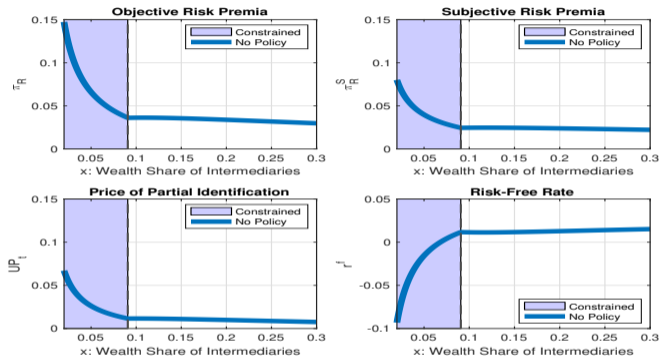 Objective Risk Premia
0.15
0.1
0.05
0
π_R
Constrained
No Policy
0.05 0.1 0.15 0.2 0.25 0.3
x: Wealth Share of Intermediaries
Subjective Risk Premia
0.15
0.1
0.05
0
π_R^S
Constrained
No Policy
0.05 0.1 0.15 0.2 0.25 0.3
x: Wealth Share of Intermediaries
Price of Partial Identification
0.15
0.1
0.05
0
UP_t
Constrained
No Policy
0.05 0.1 0.15 0.2 0.25 0.3
x: Wealth Share of Intermediaries
Risk-Free Rate
0.05
0
-0.05
-0.1
r^f
Constrained
No Policy
0.05 0.1 0.15 0.2 0.25 0.3
x: Wealth Share of Intermediaries